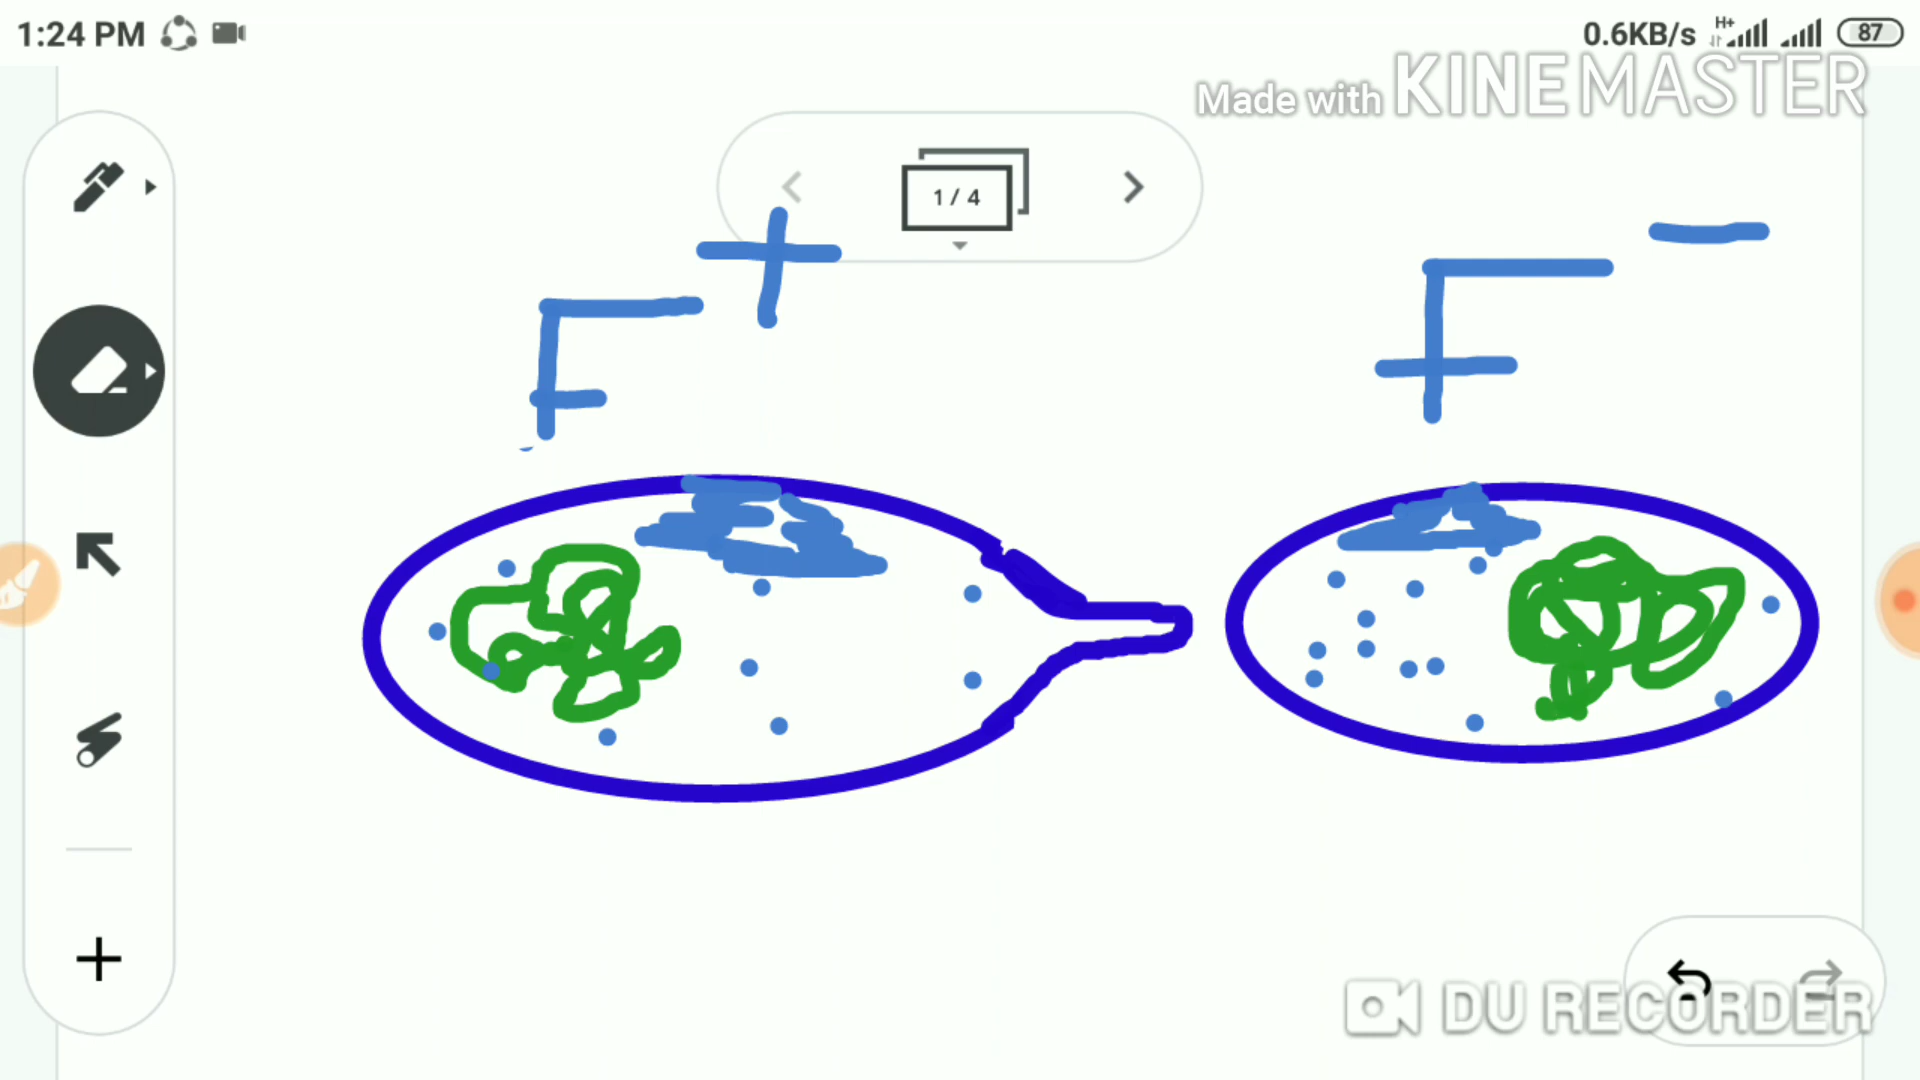 1:24 PM
0.6KB/s H+ 87
Made with KINEMASTER
1 / 4
F+
F−
DU RECORDER